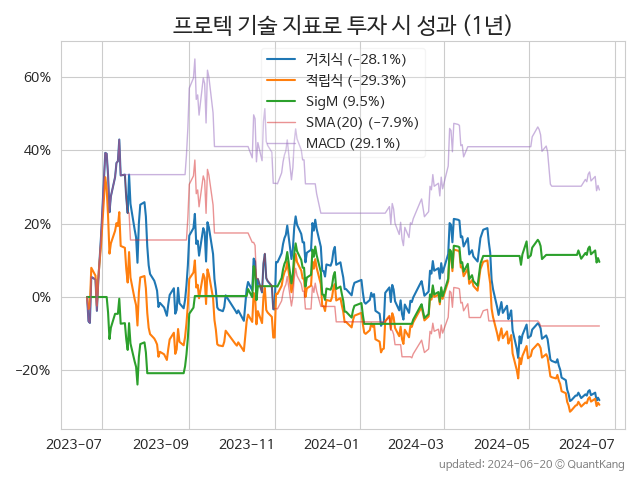 프로텍 기술 지표로 투자 시 성과 (1년)
거치식 (−28.1%)
적립식 (−29.3%)
SigM (9.5%)
SMA(20) (−7.9%)
MACD (29.1%)
60%
40%
20%
0%
−20%
2023-07 2023-09 2023-11 2024-01 2024-03 2024-05 2024-07
updated: 2024-06-20 © QuantKang